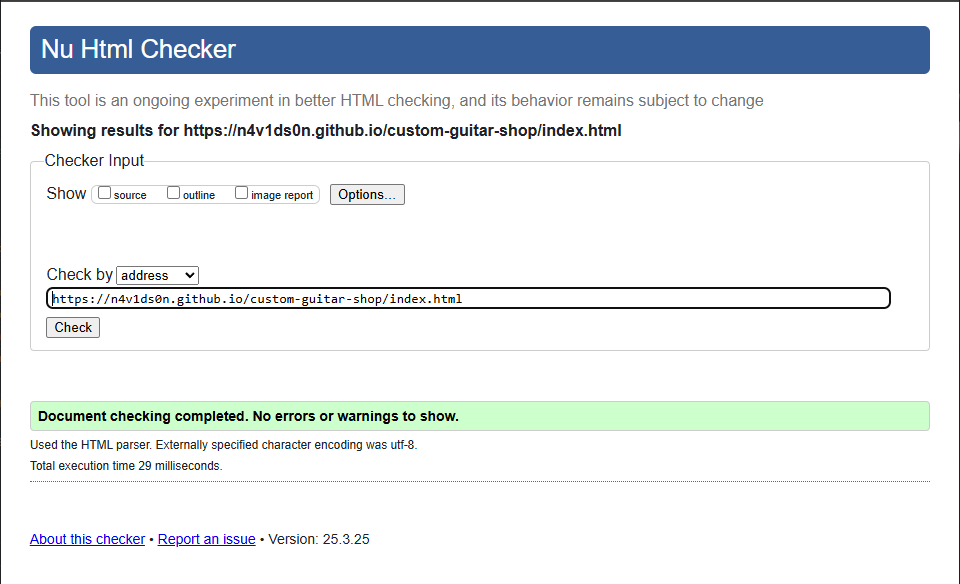 Nu Html Checker
This tool is an ongoing experiment in better HTML checking, and its behavior remains subject to change
Showing results for https://n4v1ds0n.github.io/custom-guitar-shop/index.html
Checker Input
Show source outline image report Options...
Check by address
https://n4v1ds0n.github.io/custom-guitar-shop/index.html
Check
Document checking completed. No errors or warnings to show.
Used the HTML parser. Externally specified character encoding was utf-8.
Total execution time 29 milliseconds.
About this checker • Report an issue • Version: 25.3.25